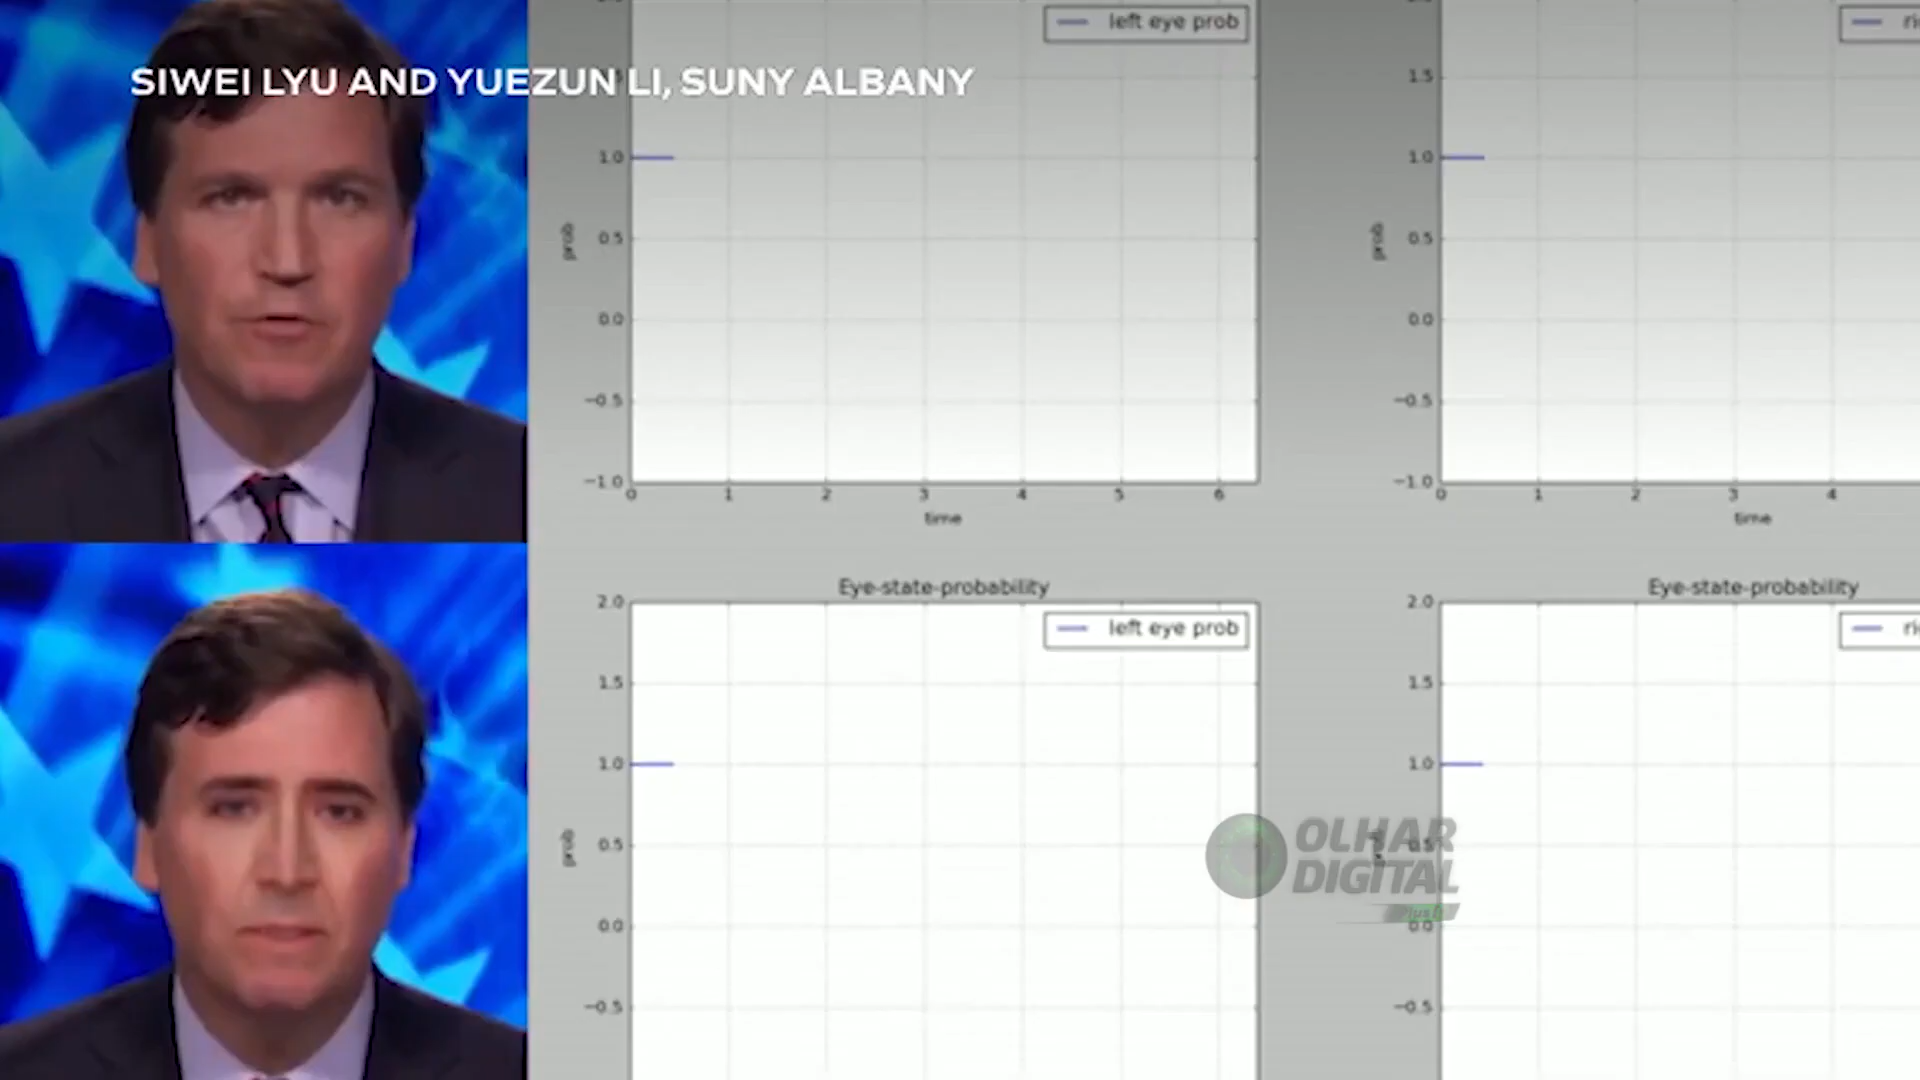 left eye prob
SIWEI LYU AND YUEZUN LI, SUNY ALBANY
1.5
1.0
0.5
0.0
−0.5
−1.0
prob
0 1 2 3 4 5 6
time
1.5
1.0
0.5
0.0
−0.5
−1.0
prob
0 1 2 3 4
time
Eye-state-probability
left eye prob
2.0
1.5
1.0
0.5
0.0
−0.5
prob
Eye-state-probability
2.0
1.5
1.0
0.5
0.0
−0.5
prob
OLHAR
DIGITAL